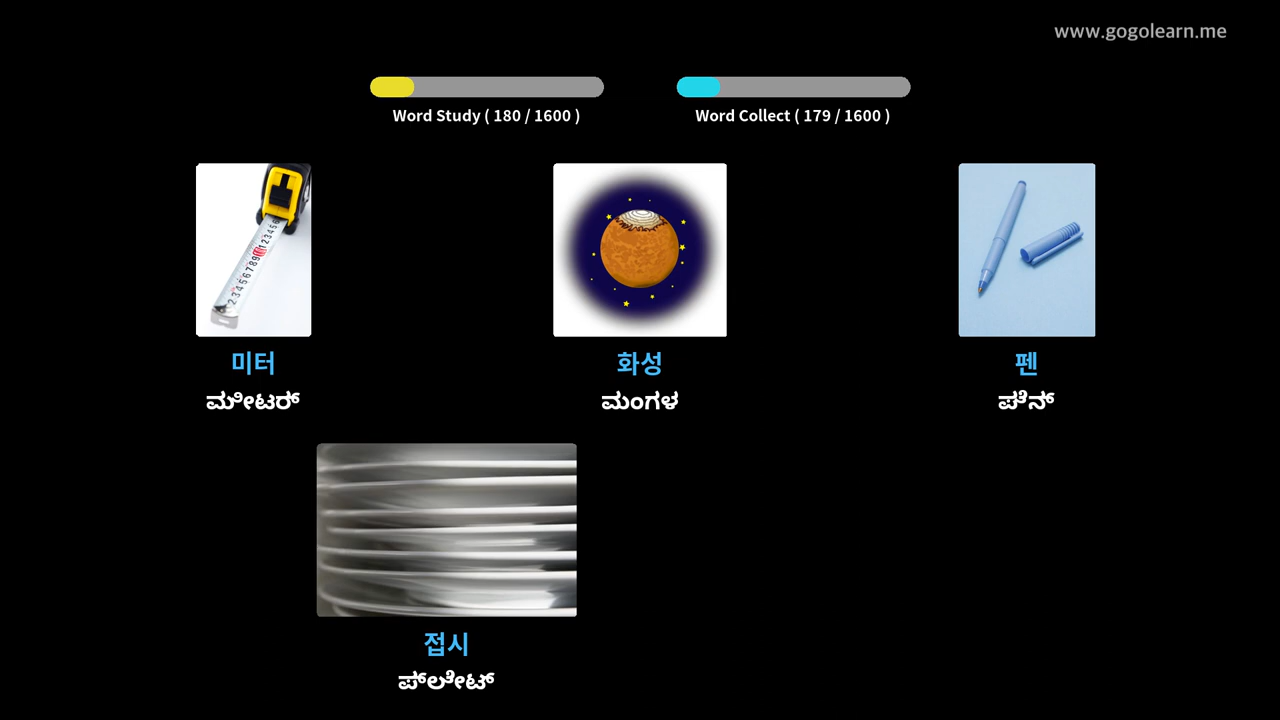 www.gogolearn.me
Word Study ( 180 / 1600 )
Word Collect ( 179 / 1600 )
미터
ಮೀಟರ್
화성
ಮಂಗಳ
펜
ಪೆನ್
접시
ಪ್ಲೇಟ್